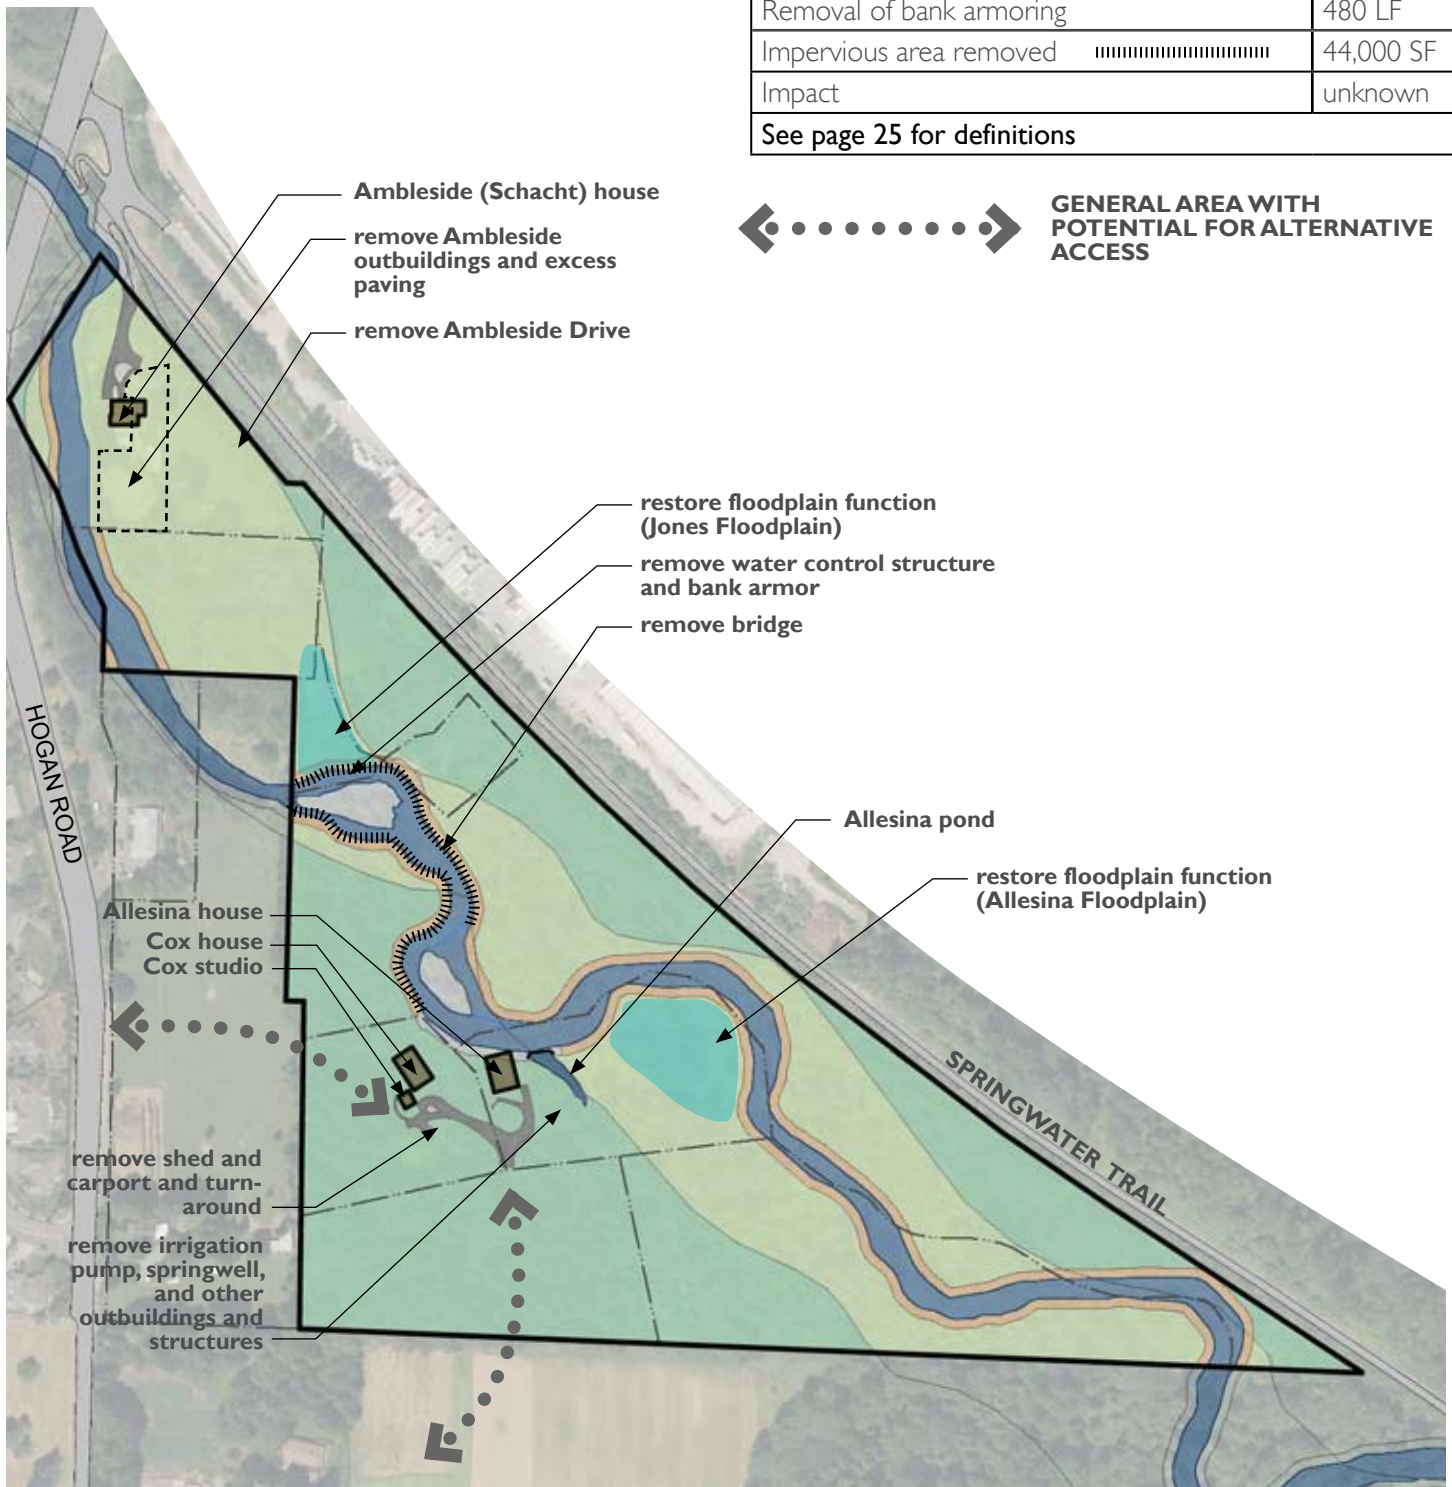 Removal of bank armoring 480 LF
Impervious area removed 44,000 SF
Impact unknown
See page 25 for definitions
GENERAL AREA WITH
POTENTIAL FOR ALTERNATIVE
ACCESS
Ambleside (Schacht) house
remove Ambleside
outbuildings and excess
paving
remove Ambleside Drive
restore floodplain function
(Jones Floodplain)
remove water control structure
and bank armor
remove bridge
HOGAN ROAD
Allesina pond
restore floodplain function
(Allesina Floodplain)
Allesina house
Cox house
Cox studio
SPRINGWATER TRAIL
remove shed and
carport and turn-
around
remove irrigation
pump, springwell,
and other
outbuildings and
structures